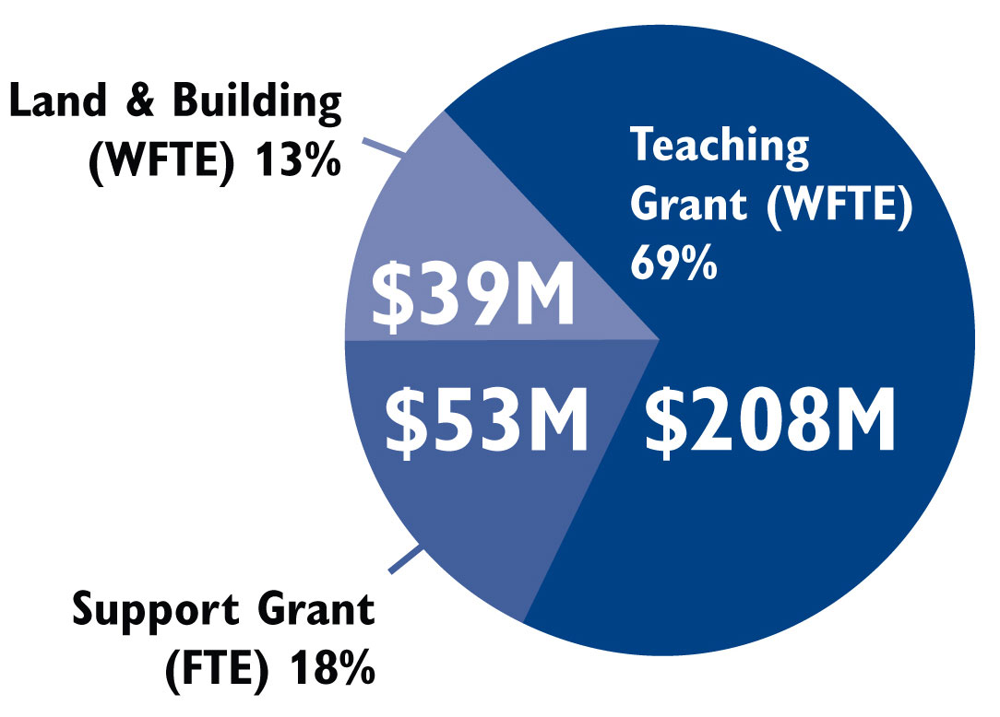 Land & Building
(WFTE) 13%
Teaching
Grant (WFTE)
69%
$39M
$53M
$208M
Support Grant
(FTE) 18%